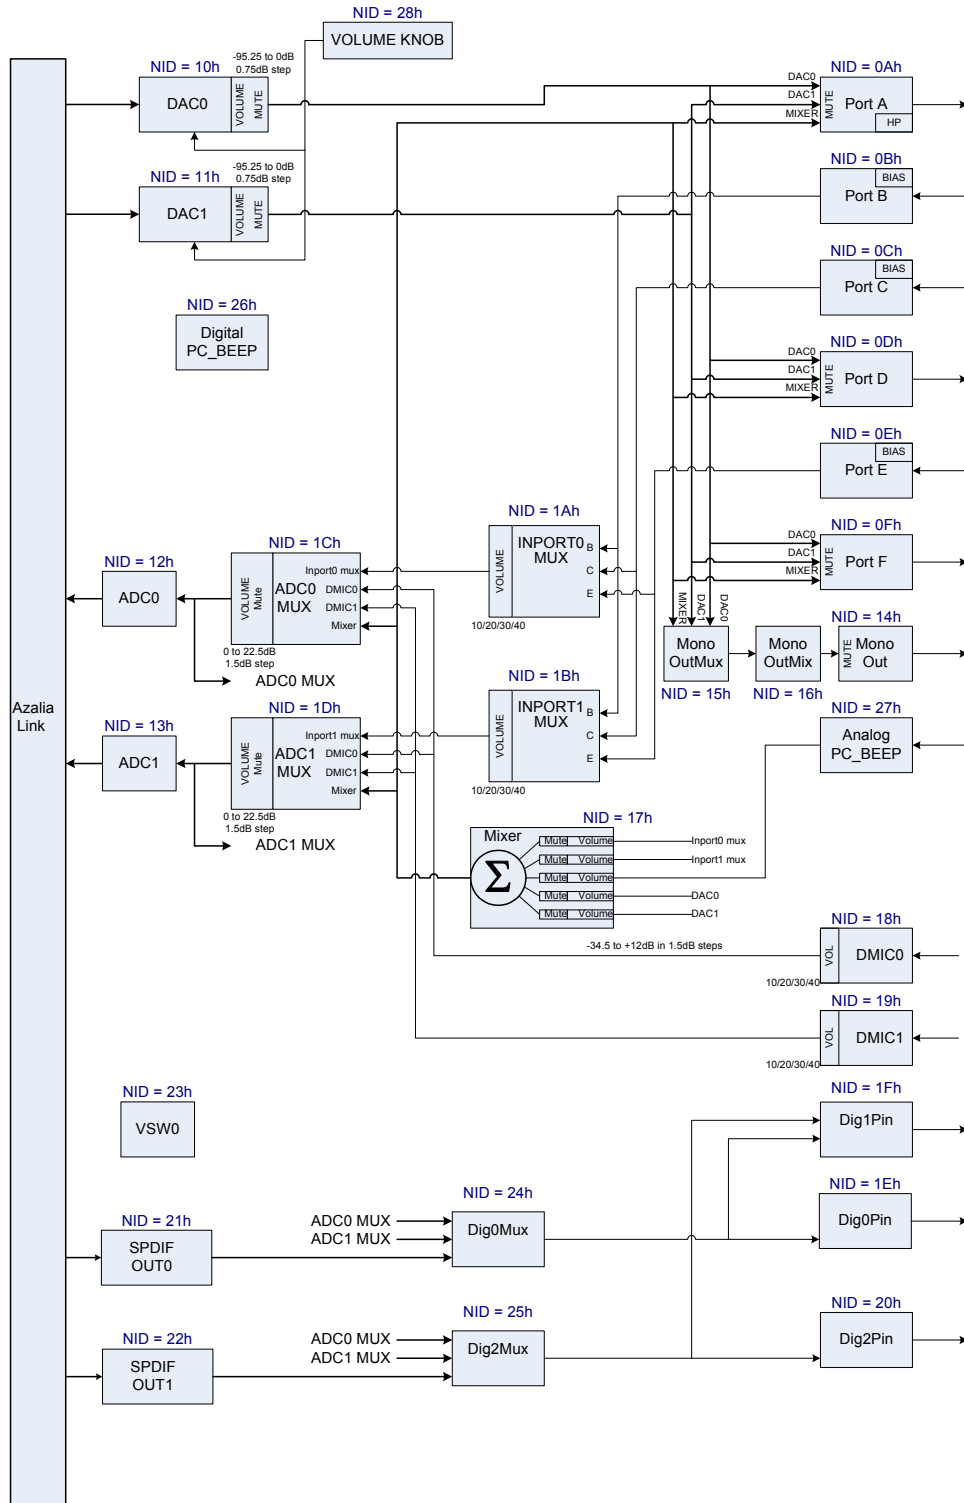 NID = 28h
VOLUME KNOB
NID = 10h
-95.25 to 0dB
0.75dB step
DAC0
VOLUME
MUTE
NID = 11h
-95.25 to 0dB
0.75dB step
DAC1
VOLUME
MUTE
NID = 26h
Digital
PC_BEEP
NID = 0Ah
DAC0
DAC1
MIXER
MUTE
Port A
HP
NID = 0Bh
BIAS
Port B
NID = 0Ch
BIAS
Port C
NID = 0Dh
DAC0
DAC1
MIXER
MUTE
Port D
NID = 0Eh
BIAS
Port E
NID = 0Fh
DAC0
DAC1
MIXER
MUTE
Port F
NID = 1Ah
VOLUME
INPORT0
MUX
B
C
E
10/20/30/40
NID = 1Ch
VOLUME
Mute
ADC0
MUX
Inport0 mux
DMIC0
DMIC1
Mixer
0 to 22.5dB
1.5dB step
ADC0 MUX
NID = 12h
ADC0
MIXER
DAC1
DAC0
Mono
OutMux
NID = 15h
Mono
OutMix
NID = 16h
NID = 14h
MUTE
Mono
Out
NID = 1Bh
VOLUME
INPORT1
MUX
B
C
E
10/20/30/40
NID = 1Dh
VOLUME
Mute
ADC1
MUX
Inport1 mux
DMIC0
DMIC1
Mixer
0 to 22.5dB
1.5dB step
ADC1 MUX
NID = 13h
ADC1
Azalia
Link
NID = 27h
Analog
PC_BEEP
NID = 17h
Mixer
Σ
Mute Volume Inport0 mux
Mute Volume Inport1 mux
Mute Volume
Mute Volume DAC0
Mute Volume DAC1
-34.5 to +12dB in 1.5dB steps
NID = 18h
VOL
DMIC0
10/20/30/40
NID = 19h
VOL
DMIC1
10/20/30/40
NID = 23h
VSW0
NID = 1Fh
Dig1Pin
NID = 1Eh
Dig0Pin
NID = 24h
ADC0 MUX
ADC1 MUX
Dig0Mux
NID = 21h
SPDIF
OUT0
NID = 20h
Dig2Pin
NID = 25h
ADC0 MUX
ADC1 MUX
Dig2Mux
NID = 22h
SPDIF
OUT1